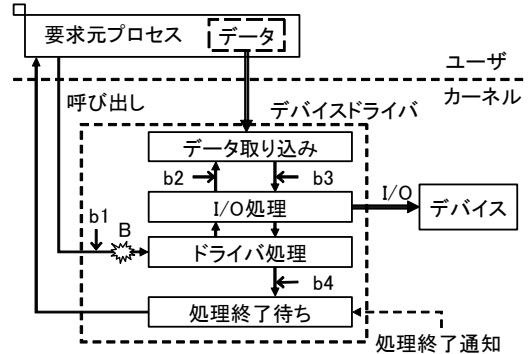 要求元プロセス
データ
ユーザ
カーネル
呼び出し
デバイスドライバ
データ取り込み
b2
b3
I/O
I/O処理
デバイス
b1
B
ドライバ処理
b4
処理終了待ち
処理終了通知